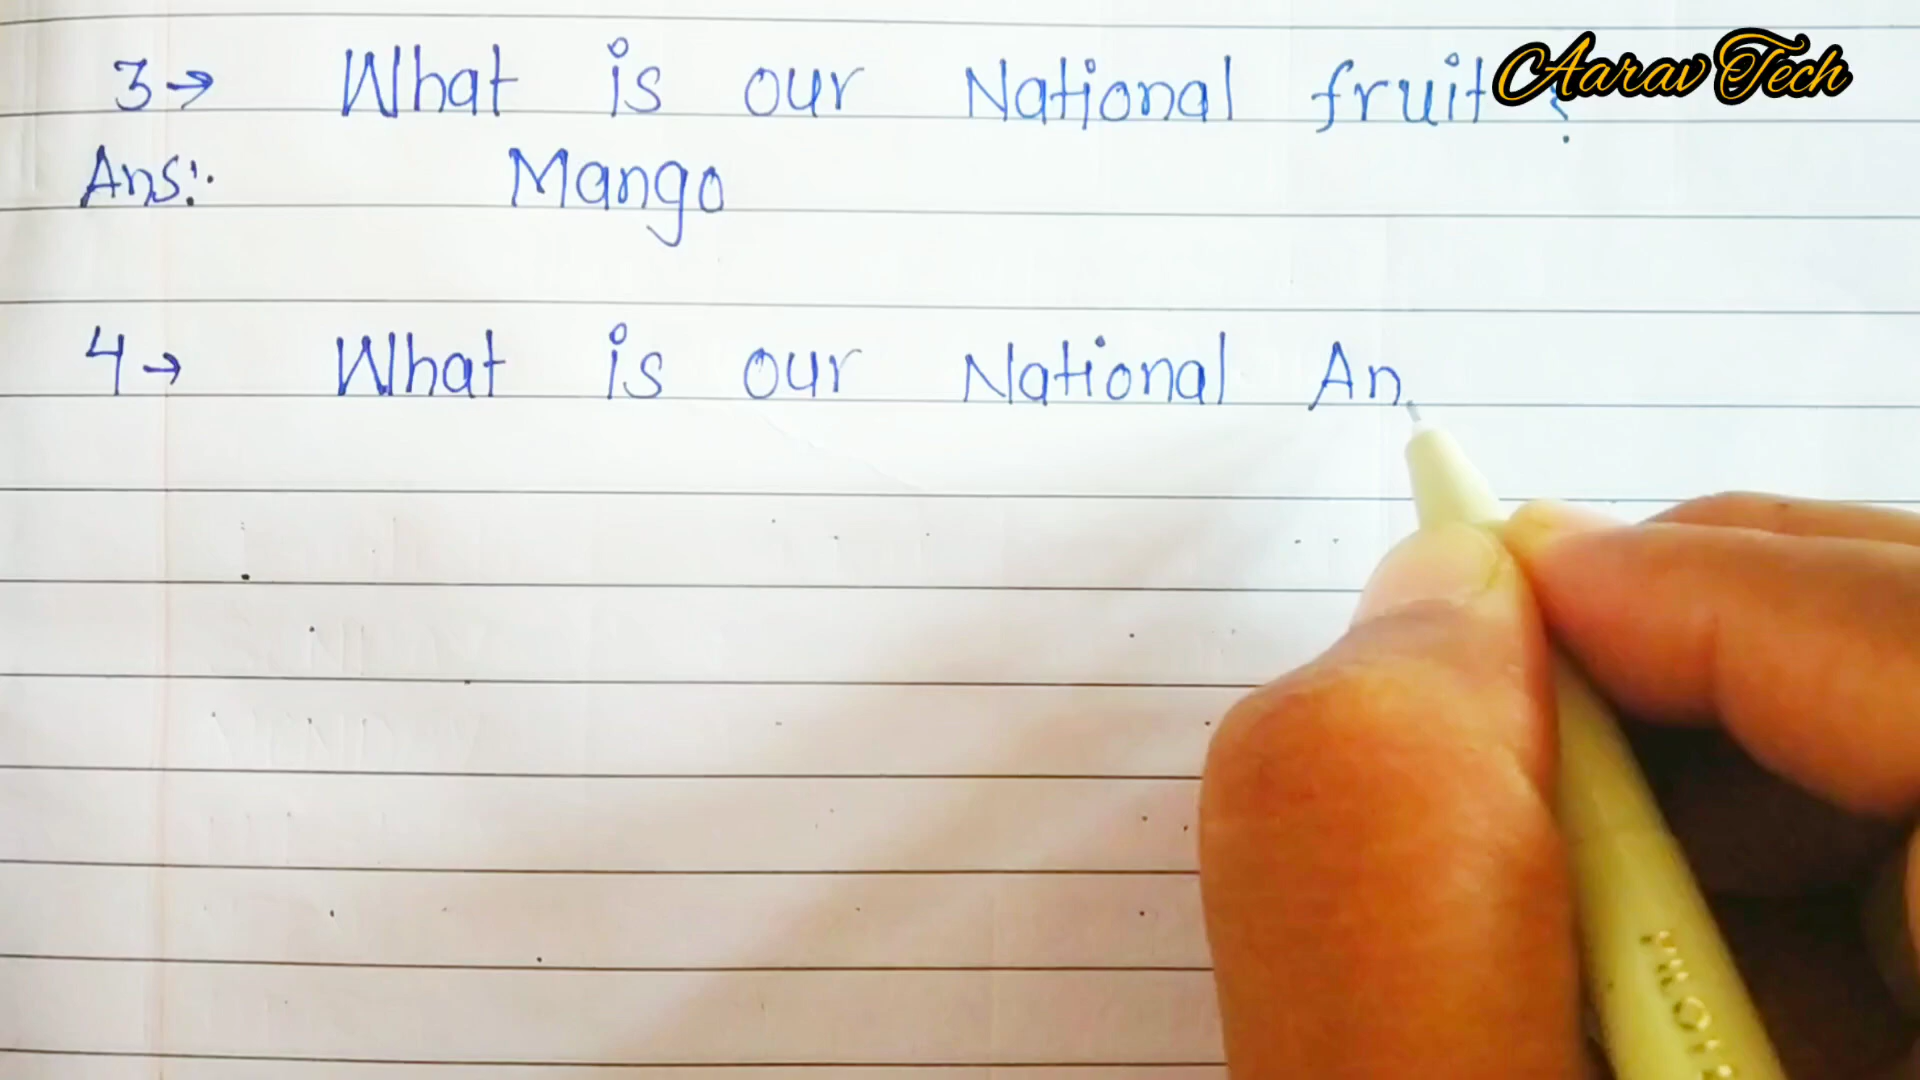 3→ What is our National fruit ?
Aarav Tech
Ans:- Mango
4→ What is our National An